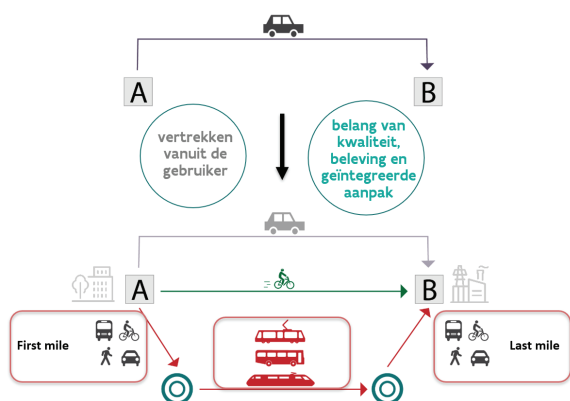 A
B
vertrekken
vanuit de
gebruiker
belang van
kwaliteit,
beleving en
geïntegreerde
aanpak
A
B
First mile
Last mile